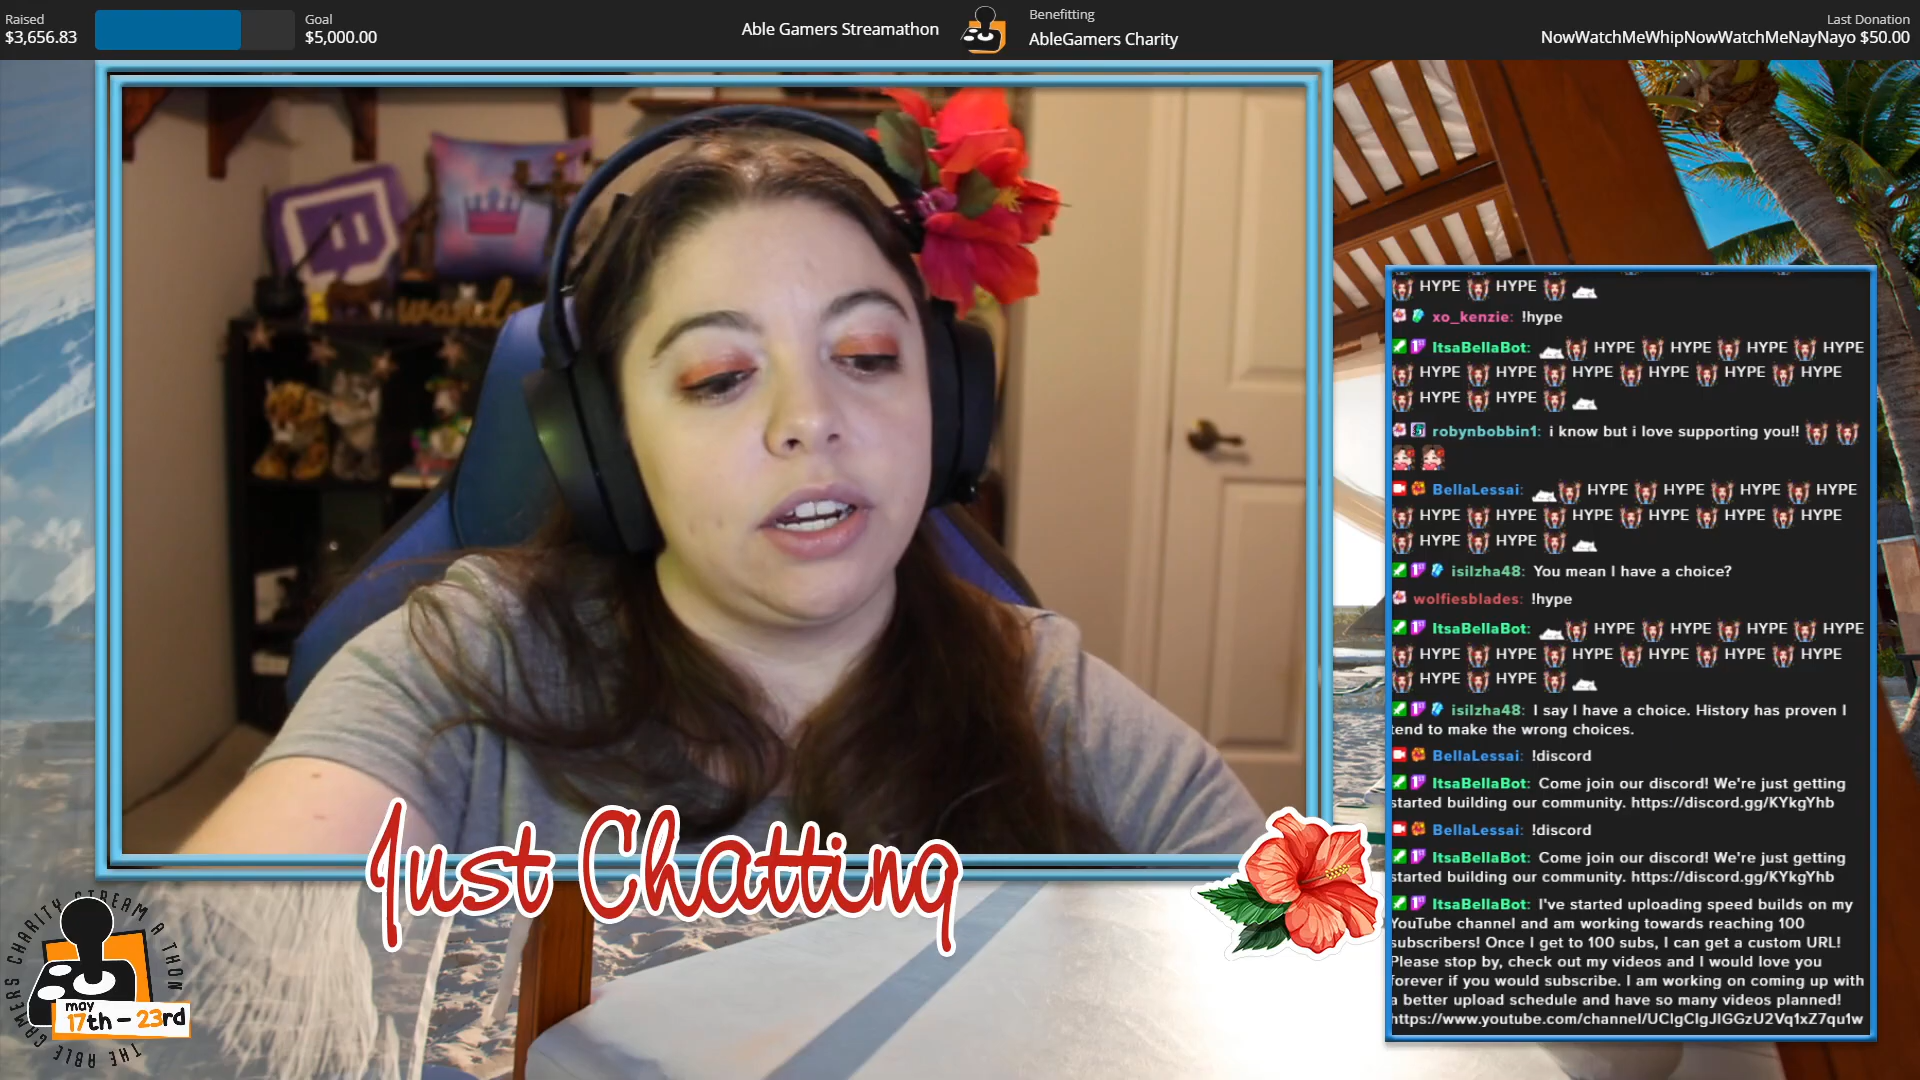 Raised
$3,656.83
Goal
$5,000.00
Able Gamers Streamathon
Benefitting
AbleGamers Charity
Last Donation
NowWatchMeWhipNowWatchMeNayNayo $50.00
wander
HYPE HYPE
xo_kenzie: !hype
ItsaBellaBot: HYPE HYPE HYPE HYPE
HYPE HYPE HYPE HYPE HYPE
HYPE HYPE
robynbobbin1: i know but i love supporting you!!
BellaLessai: HYPE HYPE HYPE HYPE
HYPE HYPE HYPE HYPE HYPE
HYPE HYPE
isilzha48: You mean I have a choice?
wolfiesblades: !hype
ItsaBellaBot: HYPE HYPE HYPE HYPE
HYPE HYPE HYPE HYPE HYPE
HYPE HYPE
isilzha48: I say I have a choice. History has proven I
tend to make the wrong choices.
BellaLessai: !discord
ItsaBellaBot: Come join our discord! We're just getting
started building our community. https://discord.gg/KYkgYhb
BellaLessai: !discord
ItsaBellaBot: Come join our discord! We're just getting
started building our community. https://discord.gg/KYkgYhb
ItsaBellaBot: I've started uploading speed builds on my
YouTube channel and am working towards reaching 100
subscribers! Once I get to 100 subs, I can get a custom URL!
Please stop by, check out my videos and I would love you
forever if you would subscribe. I am working on coming up with
a better upload schedule and have so many videos planned!
https://www.youtube.com/channel/UClgClgJIGGzU2Vq1xZ7qu1w
Just Chatting
THE ABLE GAMERS CHARITY STREAM A THON
may
17th - 23rd